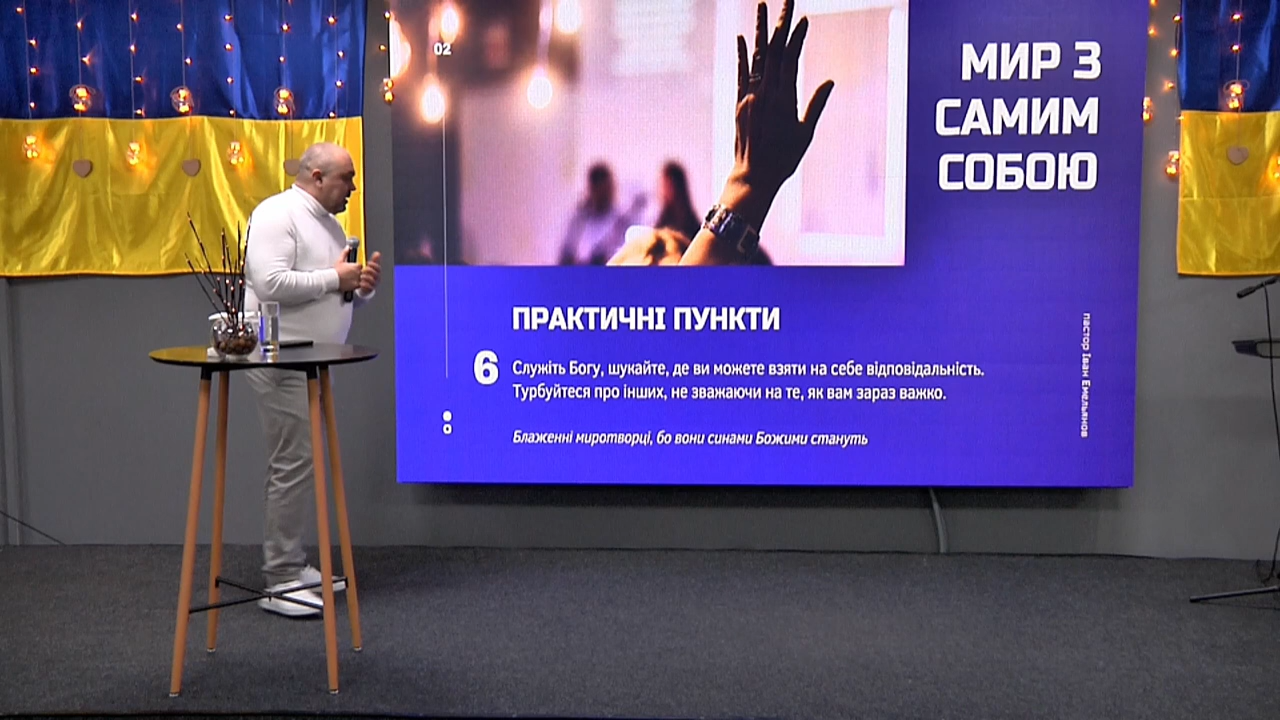 02
МИР З
САМИМ
СОБОЮ
ПРАКТИЧНІ ПУНКТИ
6 Служіть Богу, шукайте, де ви можете взяти на себе відповідальність.
Турбуйтеся про інших, не зважаючи на те, як вам зараз важко.
Блаженні миротворці, бо вони синами Божими стануть
пастор Іван Емельянов